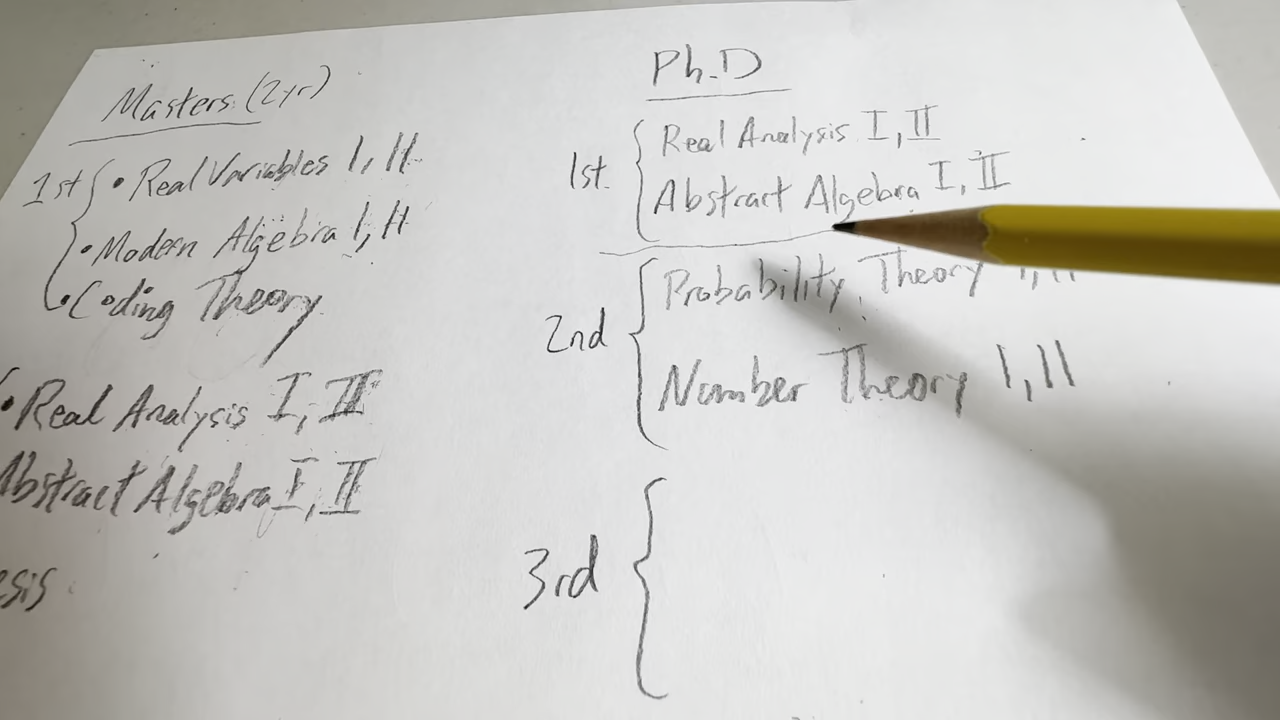 Masters (2yr)
1st
• Real Variables I, II
• Modern Algebra I, II
• Coding Theory
• Real Analysis I, II
Abstract Algebra I, II
Ph.D
1st.
Real Analysis I, II
Abstract Algebra I, II
2nd
Probability Theory I, II
Number Theory I, II
3rd